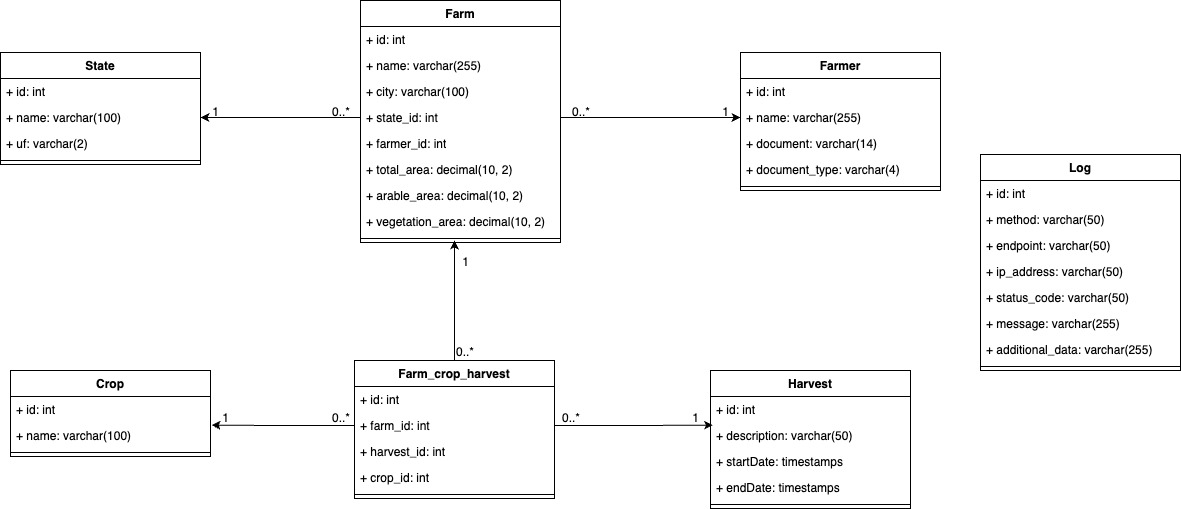 Farm
+ id: int
+ name: varchar(255)
+ city: varchar(100)
+ state_id: int
+ farmer_id: int
+ total_area: decimal(10, 2)
+ arable_area: decimal(10, 2)
+ vegetation_area: decimal(10, 2)
State
+ id: int
+ name: varchar(100)
+ uf: varchar(2)
1
0..*
0..*
1
Farmer
+ id: int
+ name: varchar(255)
+ document: varchar(14)
+ document_type: varchar(4)
Log
+ id: int
+ method: varchar(50)
+ endpoint: varchar(50)
+ ip_address: varchar(50)
+ status_code: varchar(50)
+ message: varchar(255)
+ additional_data: varchar(255)
1
0..*
Crop
+ id: int
+ name: varchar(100)
1
0..*
Farm_crop_harvest
+ id: int
+ farm_id: int
+ harvest_id: int
+ crop_id: int
0..*
1
Harvest
+ id: int
+ description: varchar(50)
+ startDate: timestamps
+ endDate: timestamps